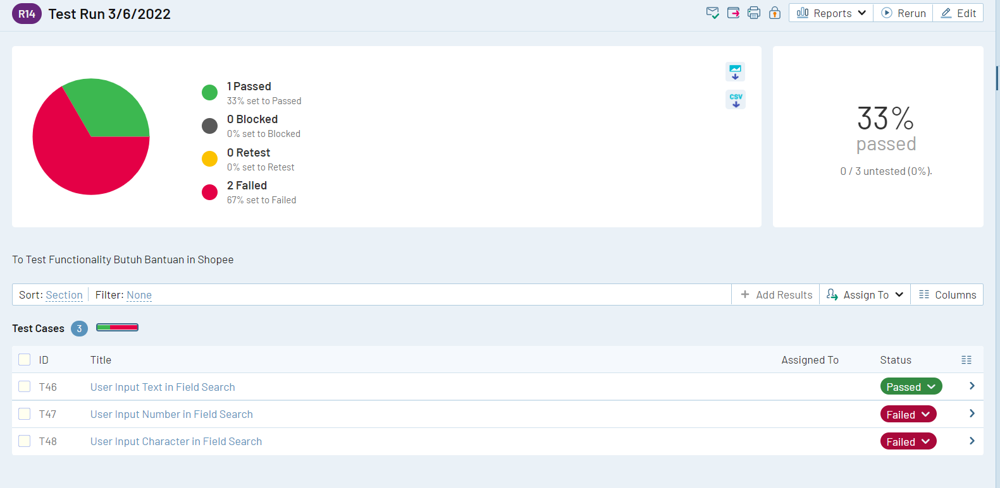 R14 Test Run 3/6/2022
Reports Rerun Edit
1 Passed
33% set to Passed
0 Blocked
0% set to Blocked
0 Retest
0% set to Retest
2 Failed
67% set to Failed
CSV
33%
passed
0 / 3 untested (0%).
To Test Functionality Butuh Bantuan in Shopee
Sort: Section Filter: None + Add Results Assign To Columns
Test Cases 3
ID Title Assigned To Status
T46 User Input Text in Field Search Passed
T47 User Input Number in Field Search Failed
T48 User Input Character in Field Search Failed